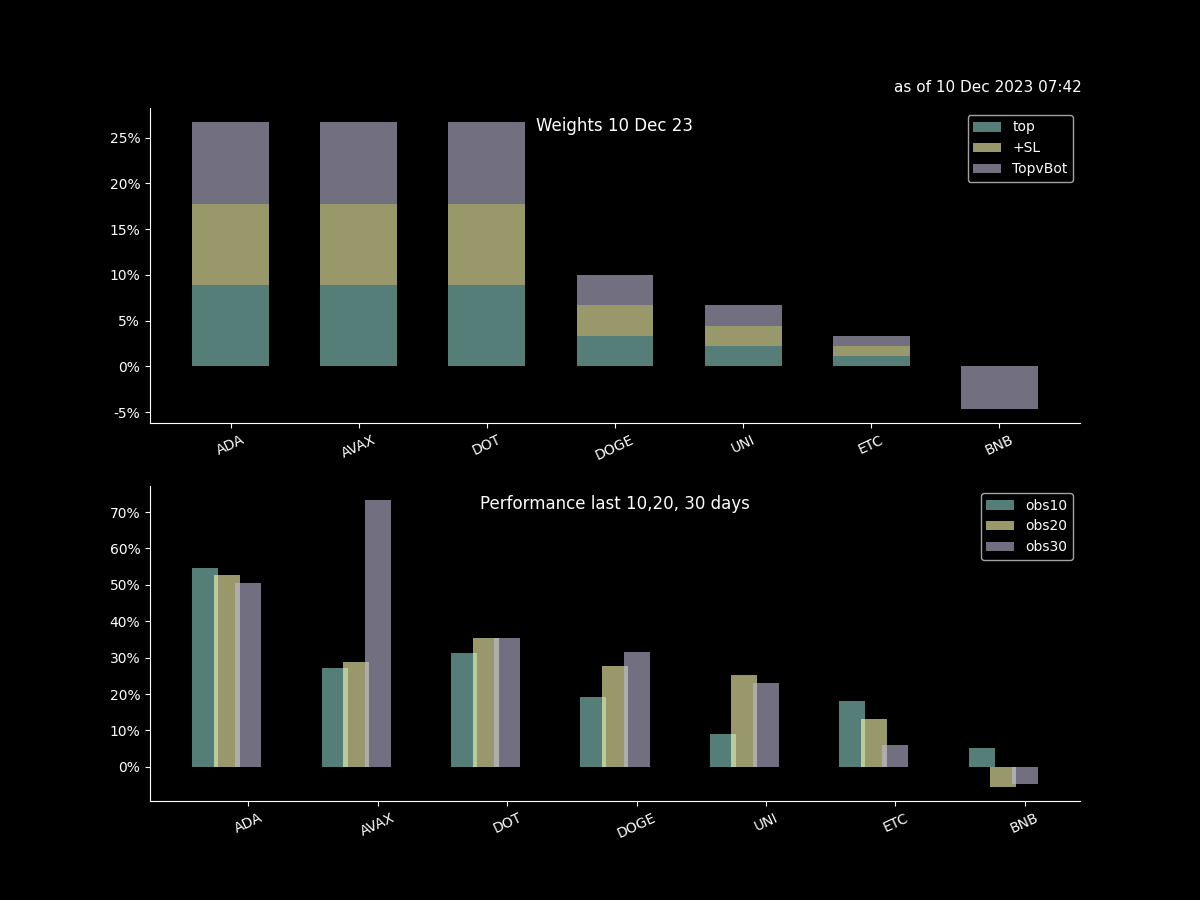 as of 10 Dec 2023 07:42
Weights 10 Dec 23
top
+SL
TopvBot
25%
20%
15%
10%
5%
0%
-5%
ADA AVAX DOT DOGE UNI ETC BNB
Performance last 10,20, 30 days
obs10
obs20
obs30
70%
60%
50%
40%
30%
20%
10%
0%
ADA AVAX DOT DOGE UNI ETC BNB